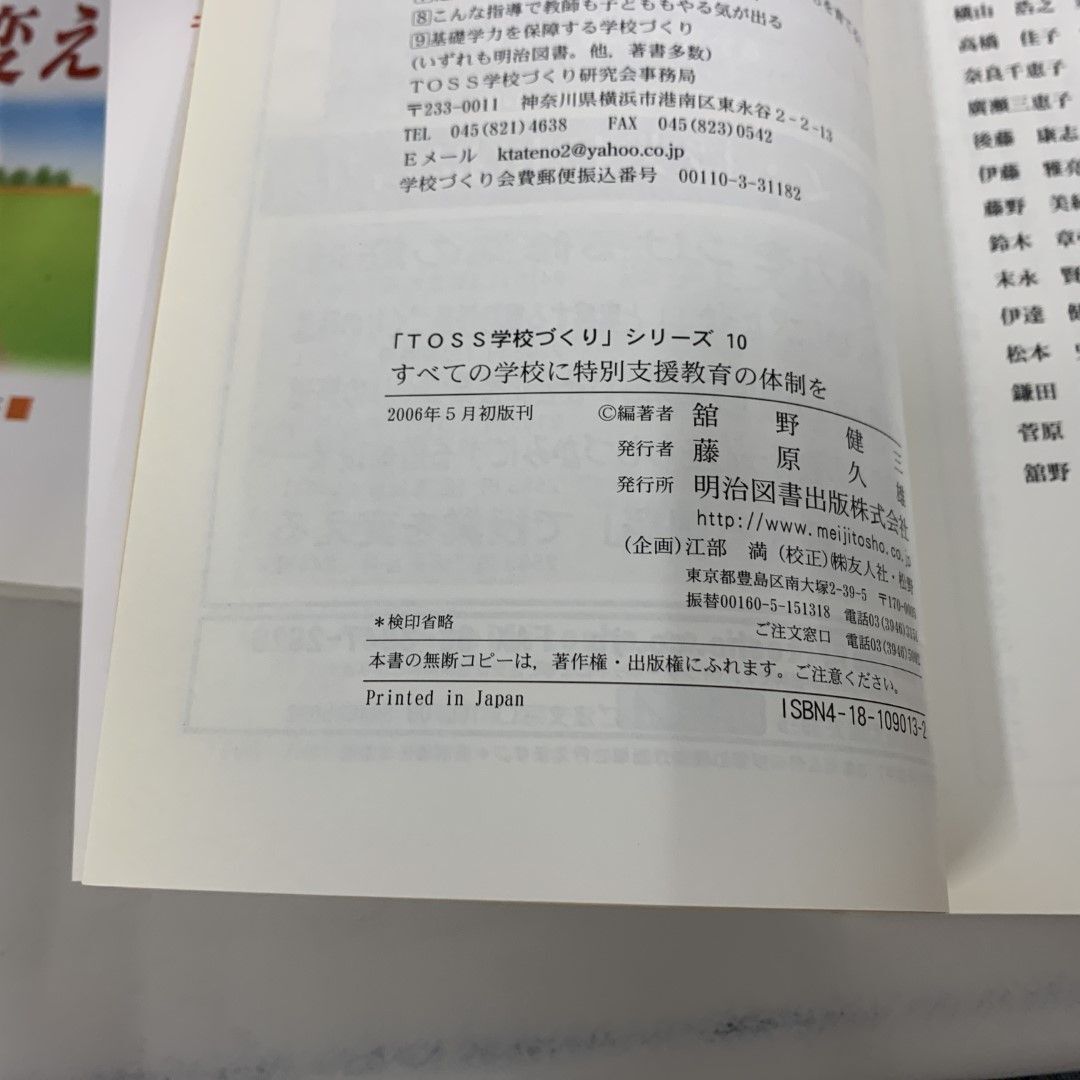 変え
[8]こんな指導で教師も子どももやる気が出る
[9]基礎学力を保障する学校づくり
(いずれも明治図書。他，著書多数)
TOSS学校づくり研究会事務局
〒233-0011 神奈川県横浜市港南区東永谷2-2-13
TEL 045(821)4638 FAX 045(823)0542
Eメール ktateno2@yahoo.co.jp
学校づくり会費郵便振込番号 00110-3-31182
「TOSS学校づくり」シリーズ 10
すべての学校に特別支援教育の体制を
2006年5月初版刊 ©編著者 舘野健三
発行者 藤原久雄
発行所 明治図書出版株式会社
http://www.meijitosho.co.jp
(企画)江部 満 (校正)㈱友人社・松野
東京都豊島区南大塚2-39-5 〒170-0005
振替00160-5-151318 電話03(3946)
ご注文窓口 電話03(3946)
＊検印省略
本書の無断コピーは，著作権・出版権にふれます。ご注意ください。
Printed in Japan ISBN4-18-109013-2
横山 浩之
高橋 佳子
奈良千恵子
廣瀬三恵子
後藤 康志
伊藤 雅亮
藤野 美
鈴木 章
末永
伊達
松本
鎌田
菅原
舘野